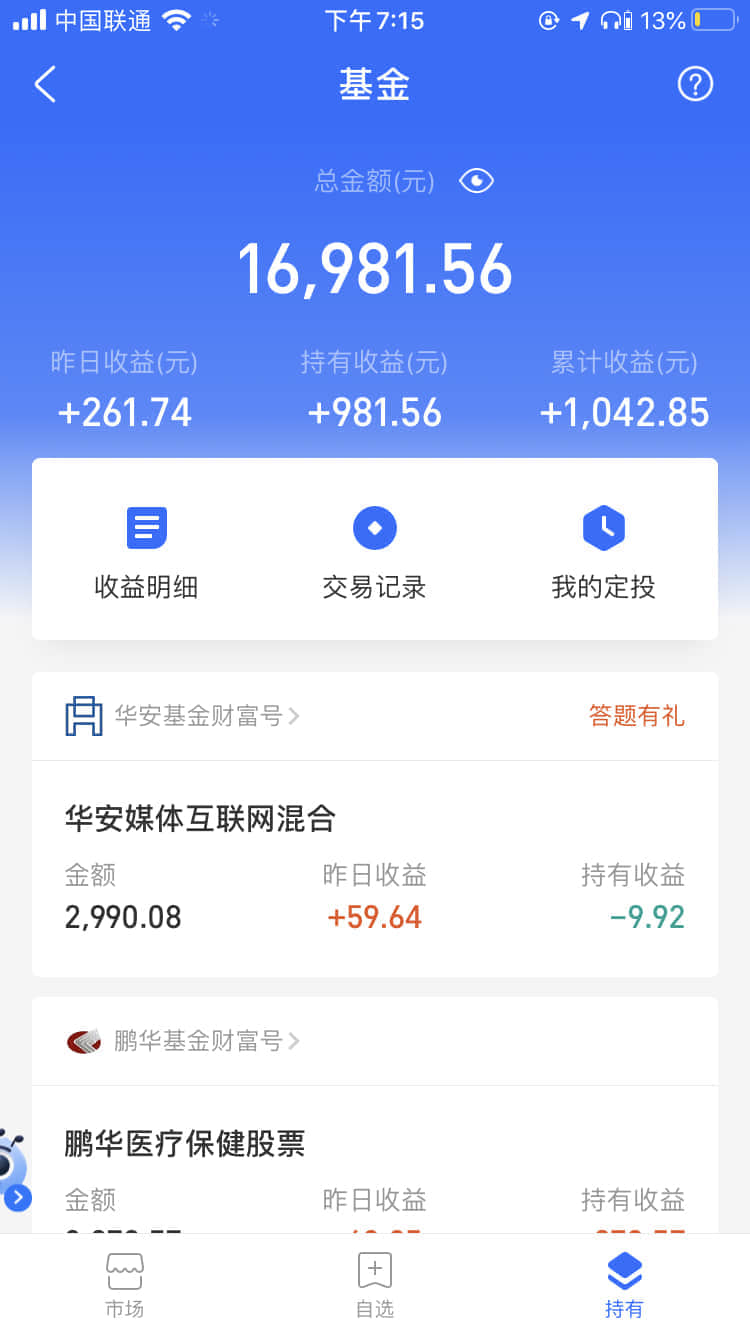 中国联通 下午7:15 13%
基金
总金额(元)
16,981.56
昨日收益(元) 持有收益(元) 累计收益(元)
+261.74 +981.56 +1,042.85
收益明细 交易记录 我的定投
华安基金财富号 答题有礼
华安媒体互联网混合
金额 昨日收益 持有收益
2,990.08 +59.64 -9.92
鹏华基金财富号
鹏华医疗保健股票
金额 昨日收益 持有收益
市场 自选 持有